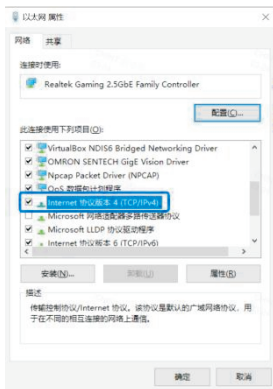 以太网 属性
网络 共享
连接时使用:
Realtek Gaming 2.5GbE Family Controller
配置(C)...
此连接使用下列项目(O):
VirtualBox NDIS6 Bridged Networking Driver
OMRON SENTECH GigE Vision Driver
Npcap Packet Driver (NPCAP)
QoS 数据包计划程序
Internet 协议版本 4 (TCP/IPv4)
Microsoft 网络适配器多路传送器协议
Microsoft LLDP 协议驱动程序
Internet 协议版本 6 (TCP/IPv6)
安装(N)... 卸载(U) 属性(R)
描述
传输控制协议/Internet 协议。该协议是默认的广域网络协议，用
于在不同的相互连接的网络上通信。
确定 取消